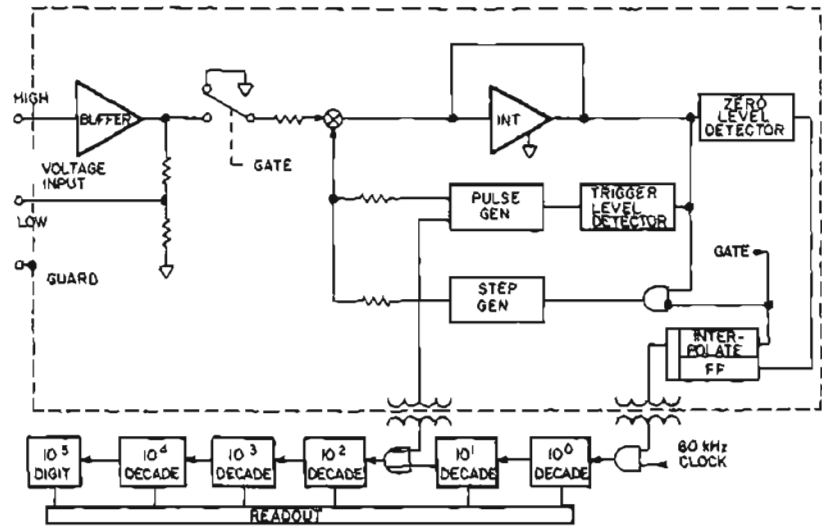 HIGH
BUFFER
VOLTAGE
INPUT
LOW
GUARD
GATE
INT
ZERO
LEVEL
DETECTOR
PULSE
GEN
TRIGGER
LEVEL
DETECTOR
GATE
STEP
GEN
INTER-
POLATE
FF
10⁵
DIGIT
10⁴
DECADE
10³
DECADE
10²
DECADE
10¹
DECADE
10⁰
DECADE
60 kHz
CLOCK
READOUT